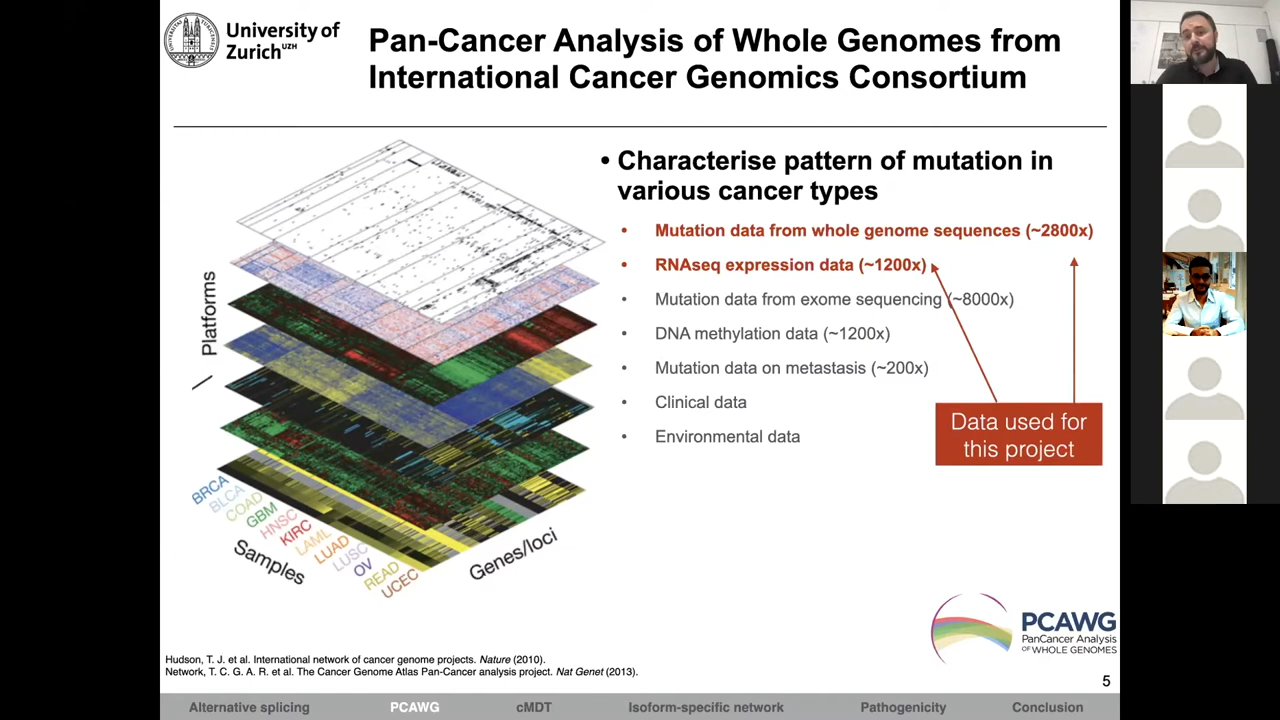 University of
Zurich UZH
Pan-Cancer Analysis of Whole Genomes from
International Cancer Genomics Consortium
• Characterise pattern of mutation in
various cancer types
• Mutation data from whole genome sequences (~2800x)
• RNAseq expression data (~1200x)
• Mutation data from exome sequencing (~8000x)
• DNA methylation data (~1200x)
• Mutation data on metastasis (~200x)
• Clinical data
• Environmental data
Data used for
this project
Platforms
BRCA
BLCA
COAD
GBM
HNSC
KIRC
LAML
LUAD
LUSC
OV
READ
UCEC
Samples
Genes/loci
PCAWG
PanCancer Analysis
OF WHOLE GENOMES
Hudson, T. J. et al. International network of cancer genome projects. Nature (2010).
Network, T. C. G. A. R. et al. The Cancer Genome Atlas Pan-Cancer analysis project. Nat Genet (2013).
5
Alternative splicing PCAWG cMDT Isoform-specific network Pathogenicity Conclusion